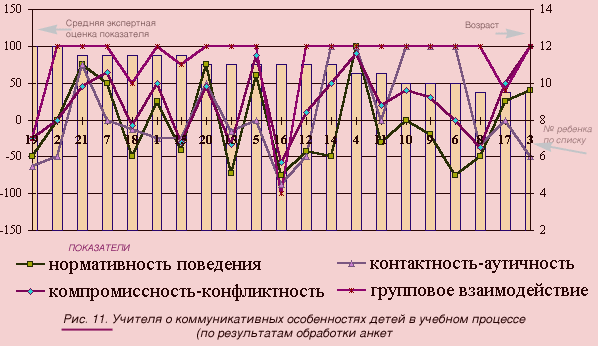 150
14
Средняя экспертная
оценка показателя
Возраст
100
12
50
10
0
8
19 2 21 7 18 1 3 20 8 5 16 12 14 4 11 10 9 6 17 3
№ ребенка
по списку
-50
6
-100
4
-150
2
ПОКАЗАТЕЛИ
нормативность поведения
контактность-аутичность
компромиссность-конфликтность
групповое взаимодействие
Рис. 11. Учителя о коммуникативных особенностях детей в учебном процессе
(по результатам обработки анкет